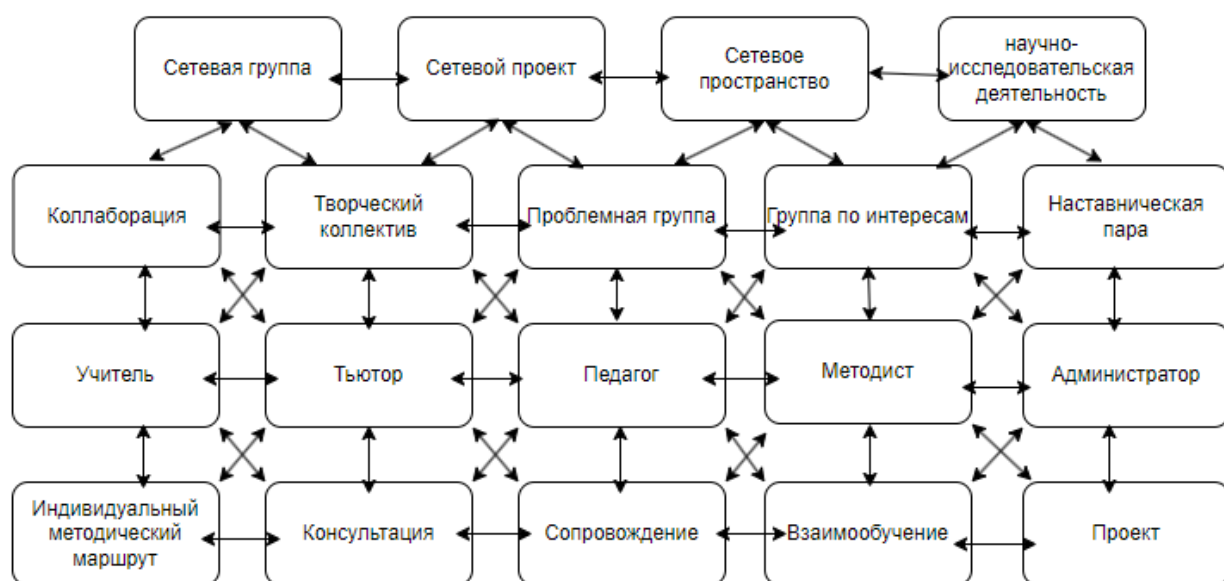 Сетевая группа
Сетевой проект
Сетевое
пространство
научно-
исследовательская
деятельность
Коллаборация
Творческий
коллектив
Проблемная группа
Группа по интересам
Наставническая
пара
Учитель
Тьютор
Педагог
Методист
Администратор
Индивидуальный
методический
маршрут
Консультация
Сопровождение
Взаимообучение
Проект